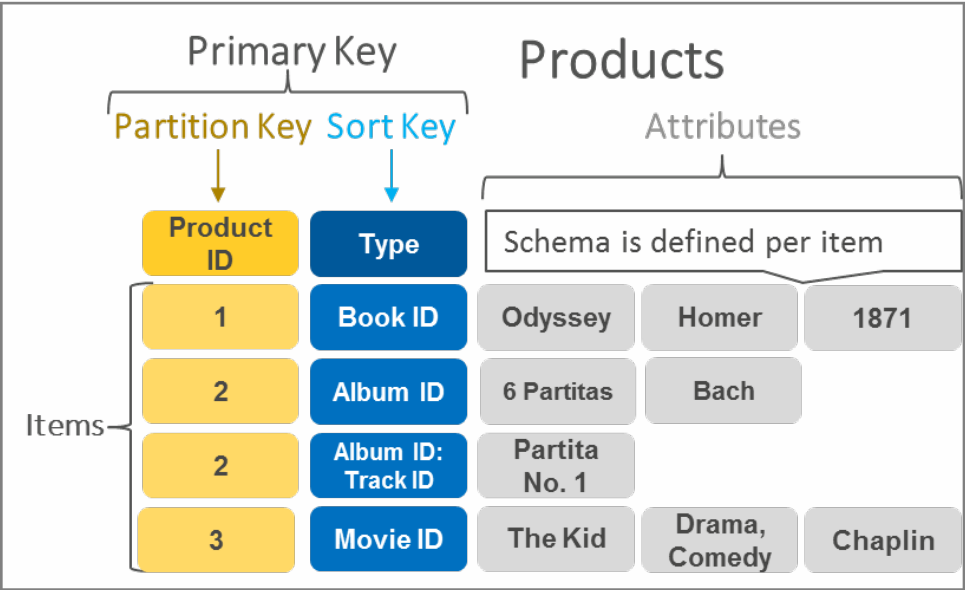 Primary Key
Products
Partition Key
Sort Key
Attributes
Product
ID
Type
Schema is defined per item
Items
1
Book ID
Odyssey
Homer
1871
2
Album ID
6 Partitas
Bach
2
Album ID:
Track ID
Partita
No. 1
3
Movie ID
The Kid
Drama,
Comedy
Chaplin